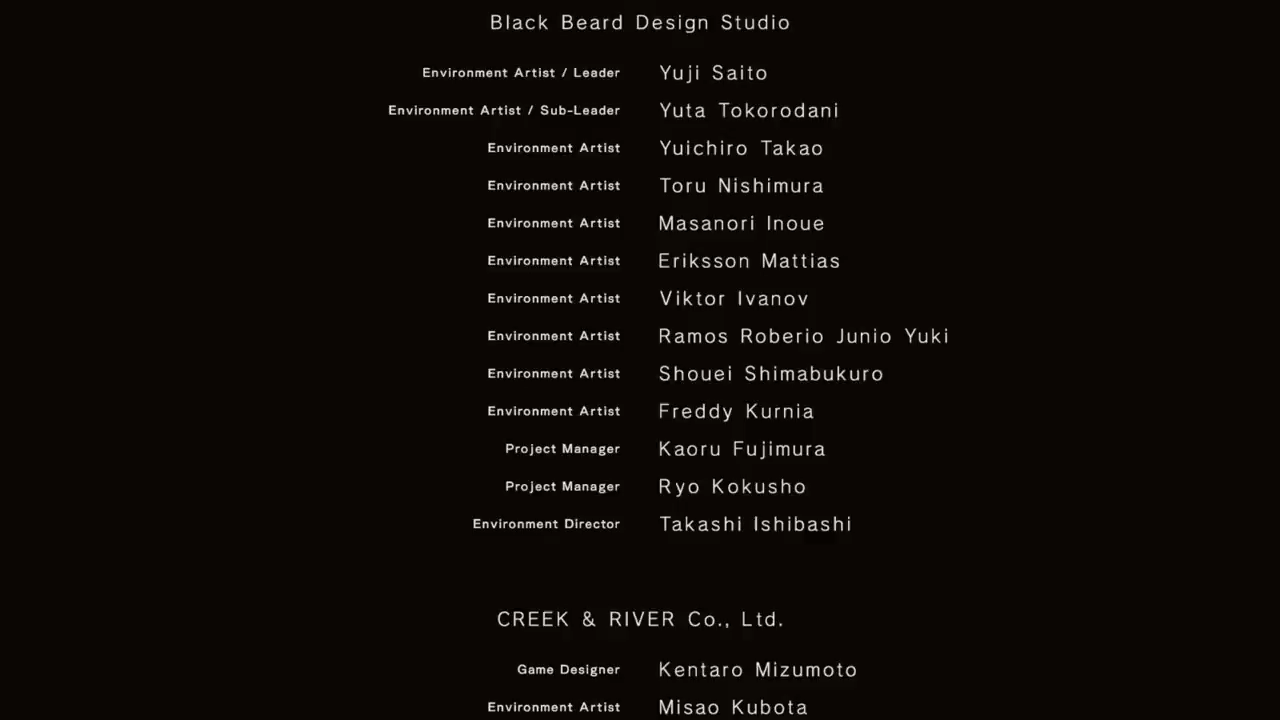 Black Beard Design Studio
Environment Artist / Leader Yuji Saito
Environment Artist / Sub-Leader Yuta Tokorodani
Environment Artist Yuichiro Takao
Environment Artist Toru Nishimura
Environment Artist Masanori Inoue
Environment Artist Eriksson Mattias
Environment Artist Viktor Ivanov
Environment Artist Ramos Roberio Junio Yuki
Environment Artist Shouei Shimabukuro
Environment Artist Freddy Kurnia
Project Manager Kaoru Fujimura
Project Manager Ryo Kokusho
Environment Director Takashi Ishibashi
CREEK & RIVER Co., Ltd.
Game Designer Kentaro Mizumoto
Environment Artist Misao Kubota